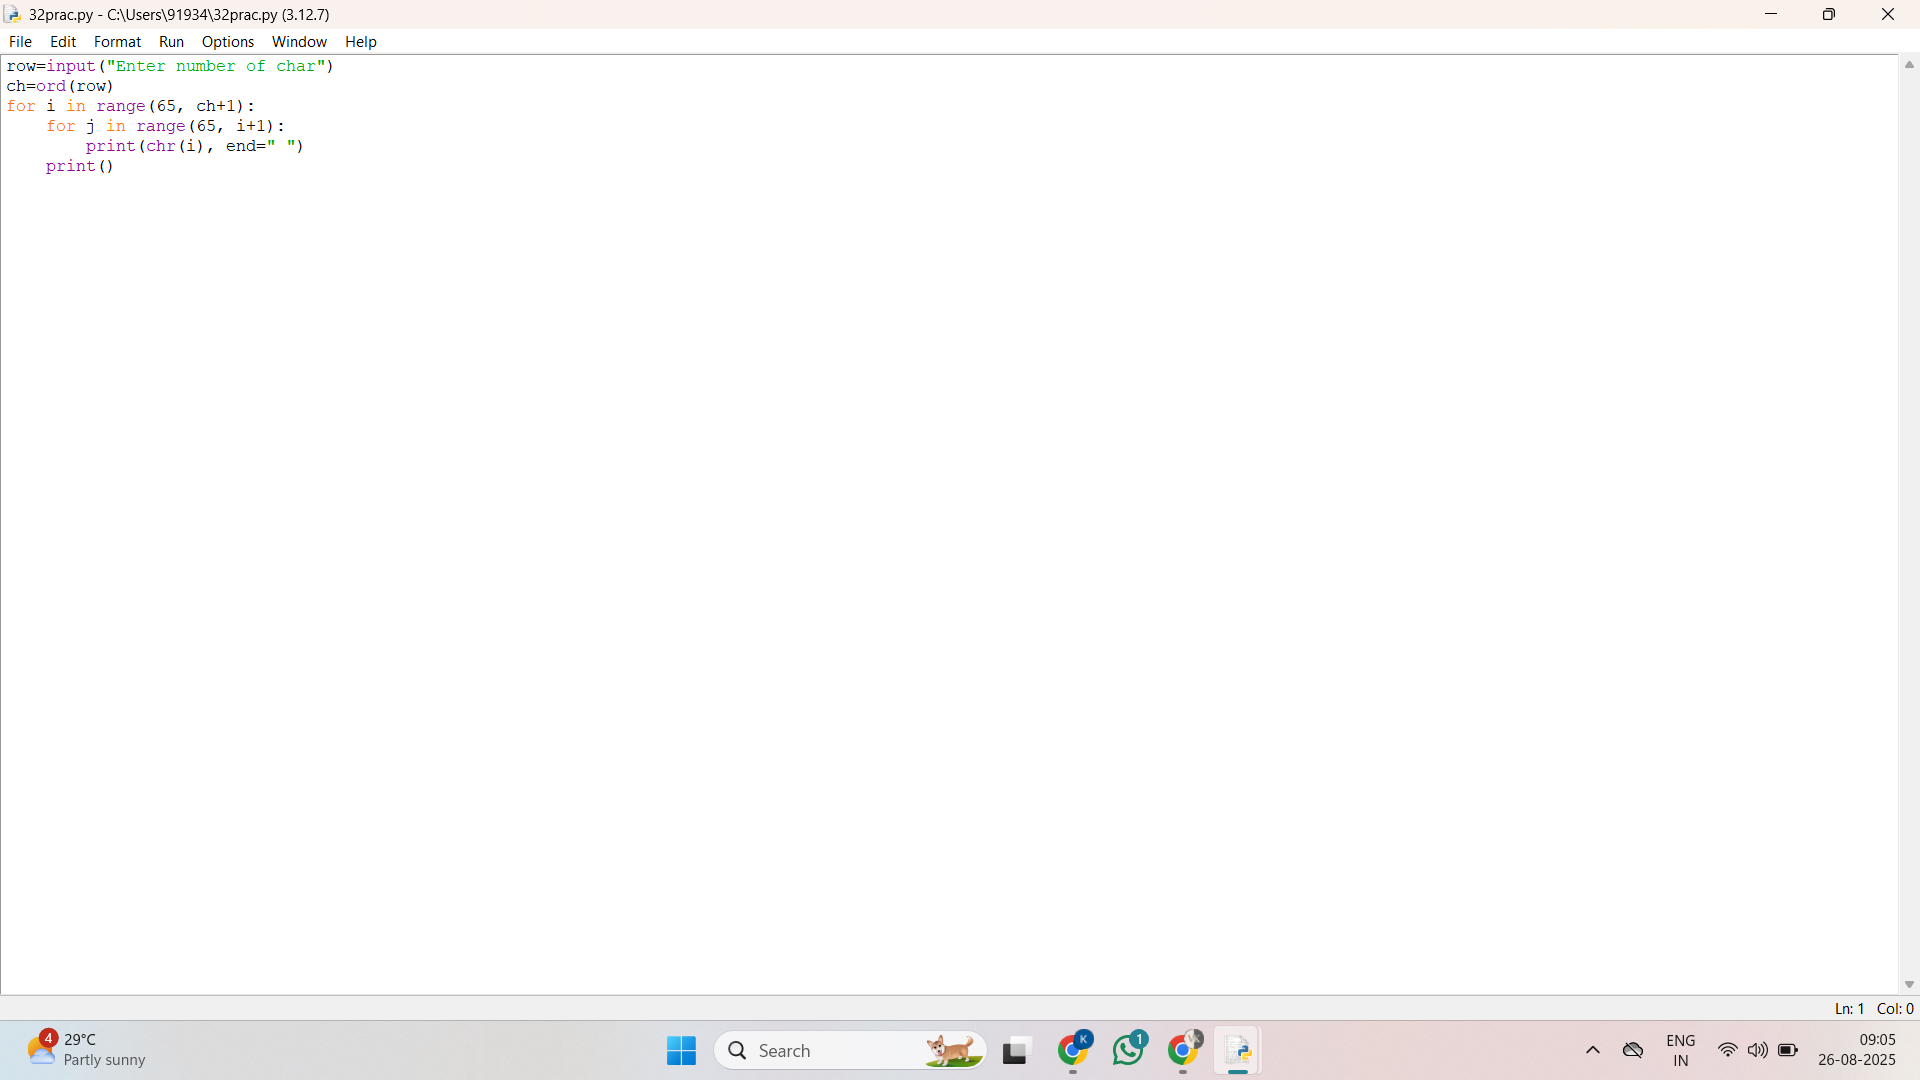 32prac.py - C:\Users\91934\32prac.py (3.12.7)
File Edit Format Run Options Window Help
row=input("Enter number of char")
ch=ord(row)
for i in range(65, ch+1):
    for j in range(65, i+1):
        print(chr(i), end=" ")
    print()
Ln: 1 Col: 0
4
29°C
Partly sunny
Search
K
1
VK
ENG
IN
09:05
26-08-2025